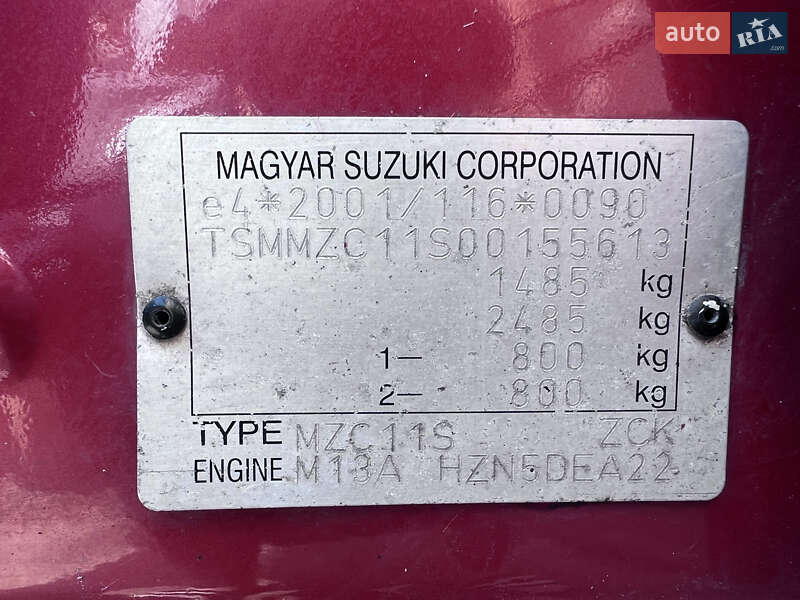 auto RIA.com
MAGYAR SUZUKI CORPORATION
e4*2001/116*0090
TSMMZC11S00155613
1485 kg
2485 kg
1— 800 kg
2— 800 kg
TYPE MZC11S ZCK
ENGINE M13A HZN5DEA22